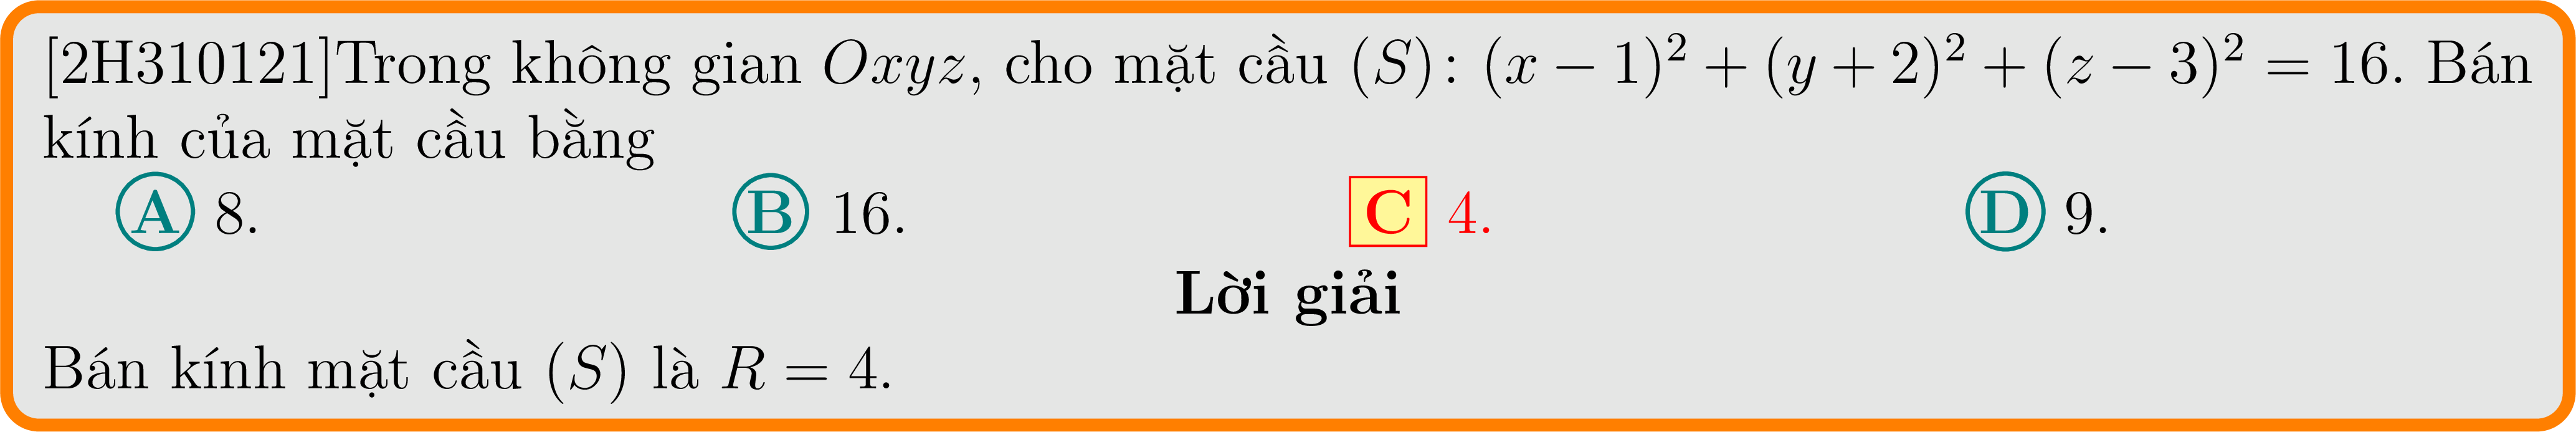 [2H310121]Trong không gian Oxyz, cho mặt cầu (S): (x − 1)² + (y + 2)² + (z − 3)² = 16. Bán
kính của mặt cầu bằng
A 8. B 16. C 4. D 9.
Lời giải
Bán kính mặt cầu (S) là R = 4.